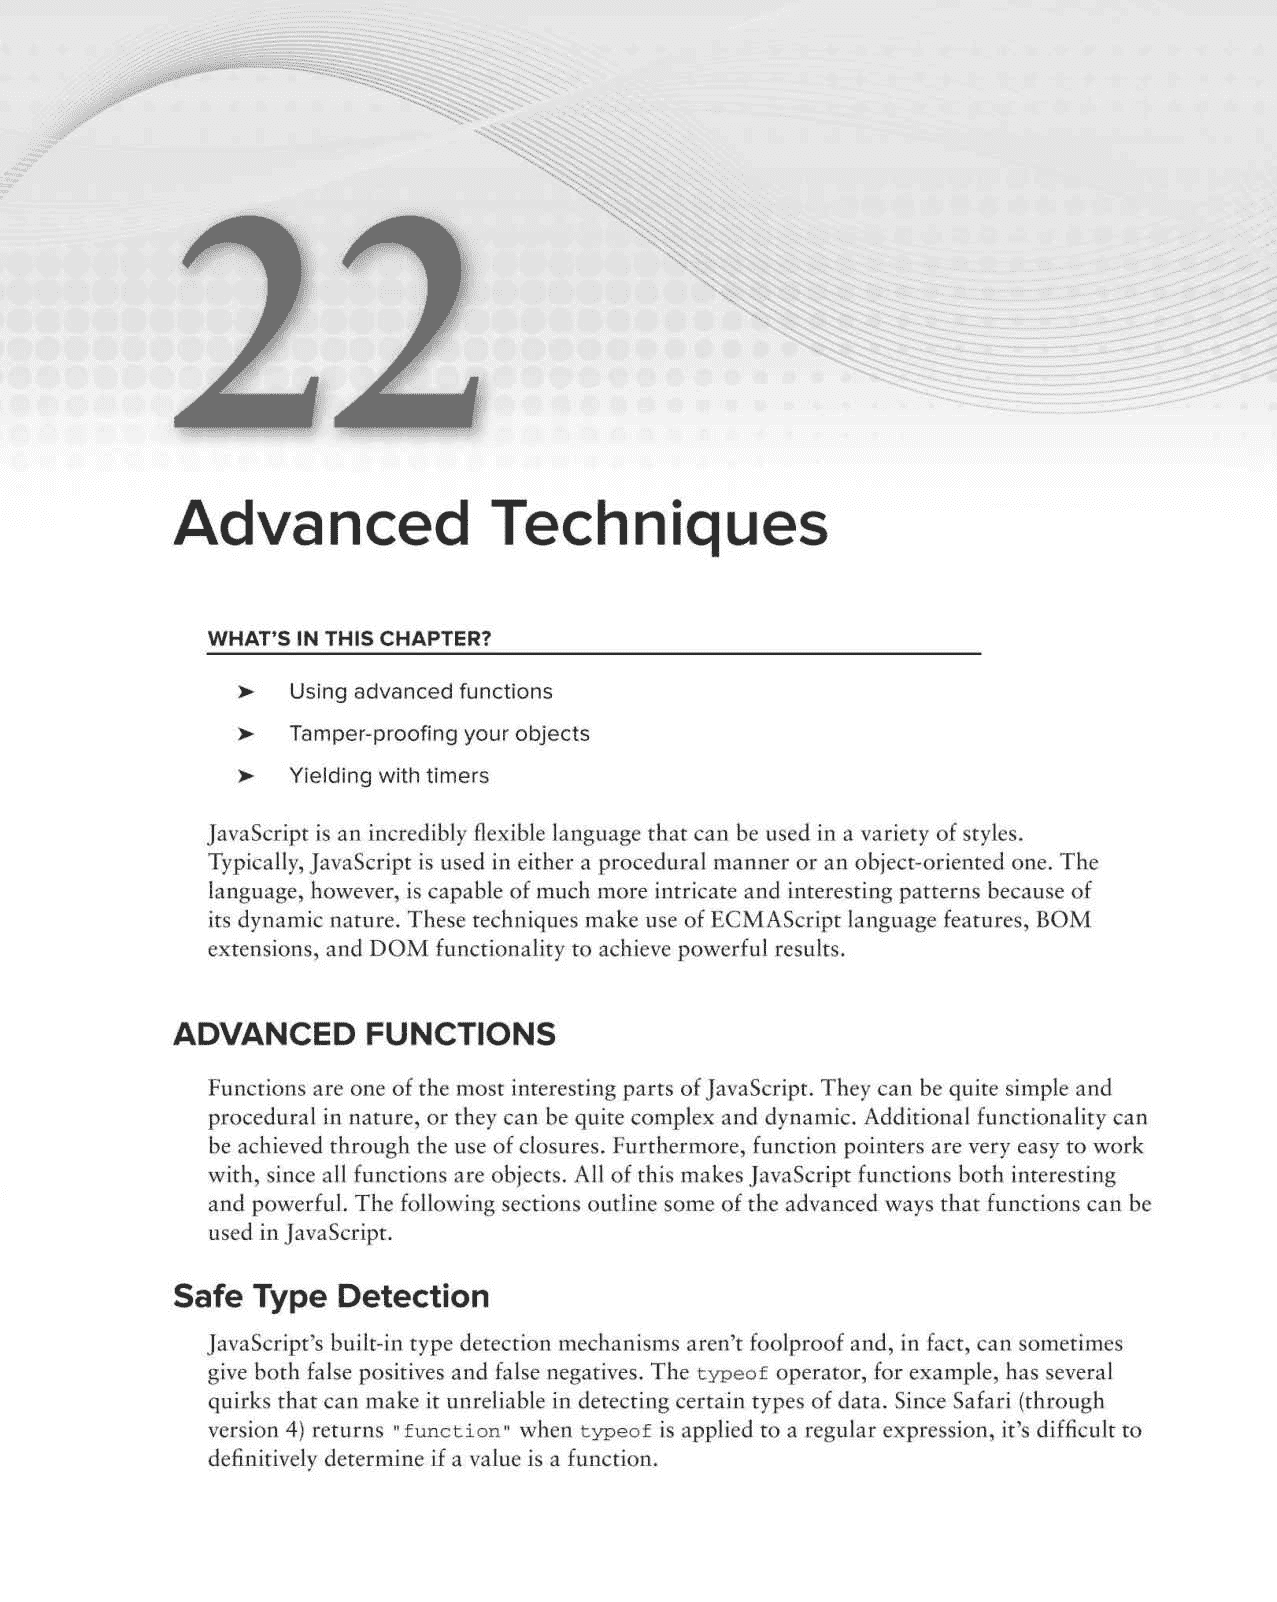 22
Advanced Techniques
WHAT'S IN THIS CHAPTER?
➤ Using advanced functions
➤ Tamper-proofing your objects
➤ Yielding with timers
JavaScript is an incredibly flexible language that can be used in a variety of styles.
Typically, JavaScript is used in either a procedural manner or an object-oriented one. The
language, however, is capable of much more intricate and interesting patterns because of
its dynamic nature. These techniques make use of ECMAScript language features, BOM
extensions, and DOM functionality to achieve powerful results.
ADVANCED FUNCTIONS
Functions are one of the most interesting parts of JavaScript. They can be quite simple and
procedural in nature, or they can be quite complex and dynamic. Additional functionality can
be achieved through the use of closures. Furthermore, function pointers are very easy to work
with, since all functions are objects. All of this makes JavaScript functions both interesting
and powerful. The following sections outline some of the advanced ways that functions can be
used in JavaScript.
Safe Type Detection
JavaScript's built-in type detection mechanisms aren't foolproof and, in fact, can sometimes
give both false positives and false negatives. The typeof operator, for example, has several
quirks that can make it unreliable in detecting certain types of data. Since Safari (through
version 4) returns "function" when typeof is applied to a regular expression, it's difficult to
definitively determine if a value is a function.